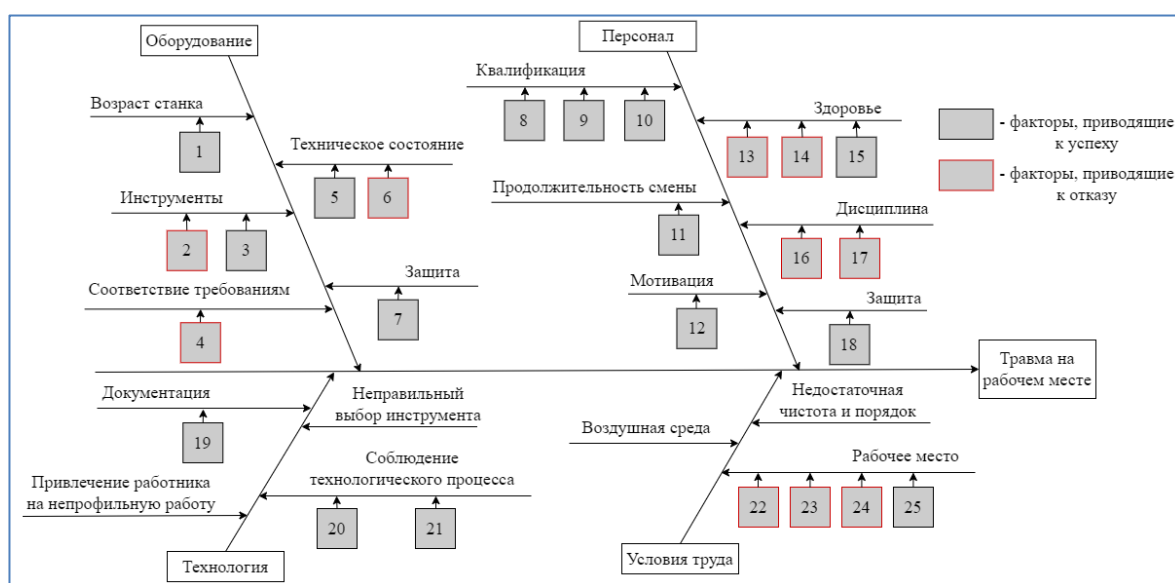 Оборудование
Персонал
Квалификация
8
9
10
Возраст станка
1
Здоровье
13
14
15
- факторы, приводящие
к успеху
- факторы, приводящие
к отказу
Техническое состояние
5
6
Инструменты
2
3
Продолжительность смены
11
Дисциплина
16
17
Защита
7
Соответствие требованиям
4
Мотивация
12
Защита
18
Травма на
рабочем месте
Документация
19
Неправильный
выбор инструмента
Недостаточная
чистота и порядок
Воздушная среда
Соблюдение
технологического процесса
20
21
Рабочее место
22
23
24
25
Привлечение работника
на непрофильную работу
Технология
Условия труда